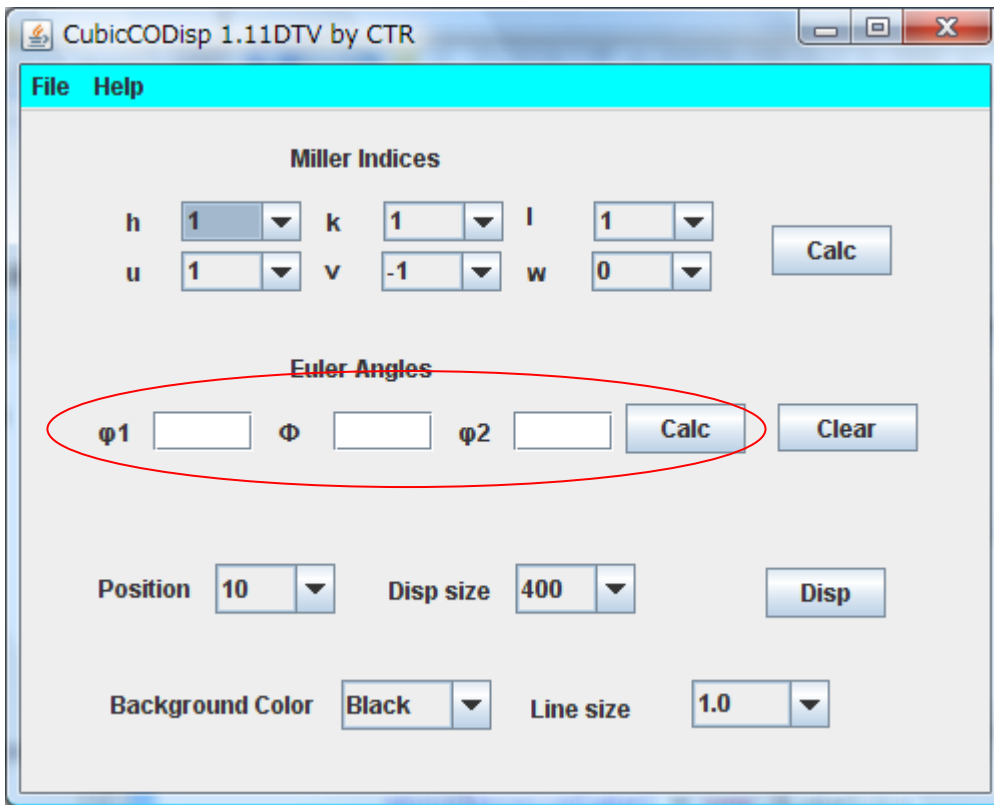 CubicCODisp 1.11DTV by CTR
File Help
Miller Indices
h 1 k 1 l 1
Calc
u 1 v -1 w 0
Euler Angles
φ1 Φ φ2 Calc Clear
Position 10 Disp size 400 Disp
Background Color Black Line size 1.0